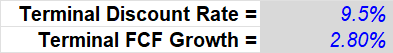 Terminal Discount Rate = 9.5%
Terminal FCF Growth = 2.80%